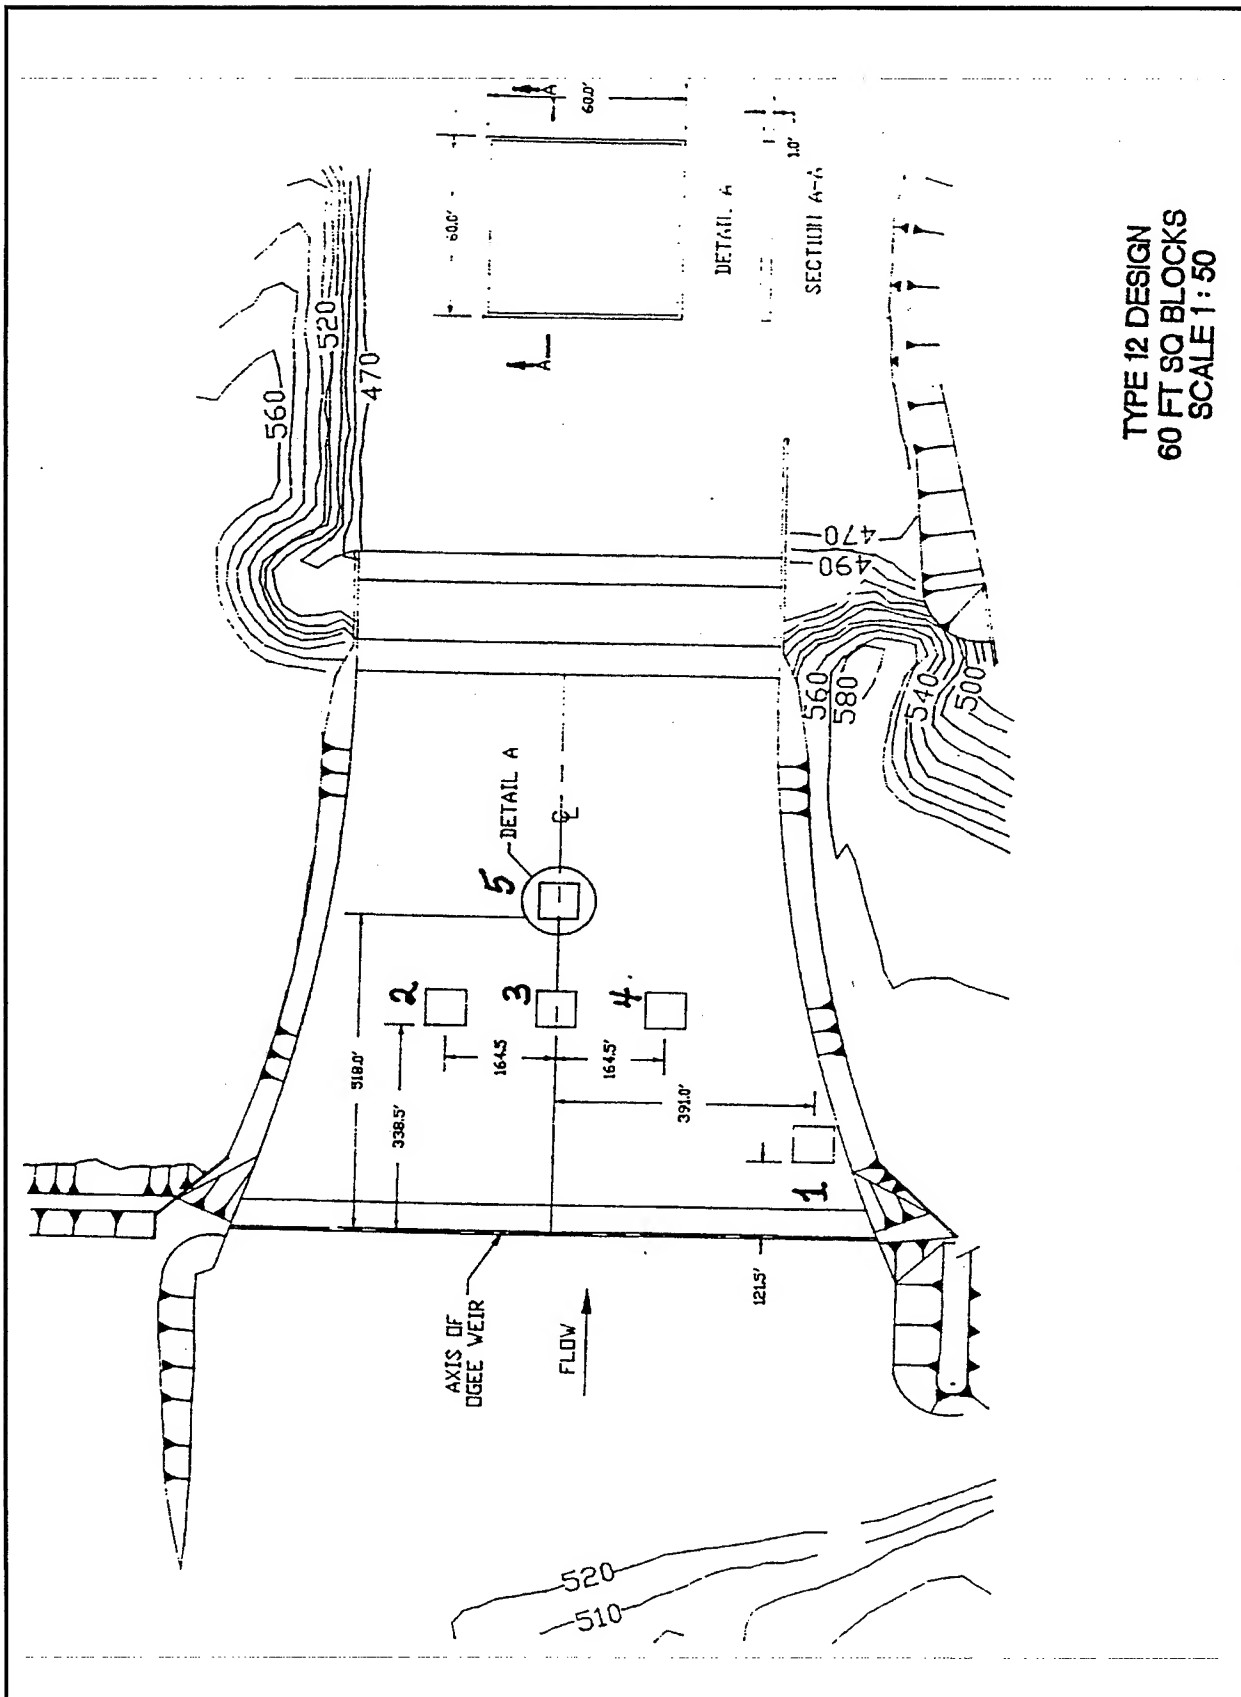 520
510
AXIS OF
OGEE WEIR
FLOW
121.5'
1
391.0'
338.5'
518.0'
164.5
164.5'
2
3
4
5
DETAIL A
℄
560
580
540
500
490
470
560
520
470
A
A
60.0'
60.0'
DETAIL A
1.0'
SECTION A-A
TYPE 12 DESIGN
60 FT SQ BLOCKS
SCALE 1 : 50